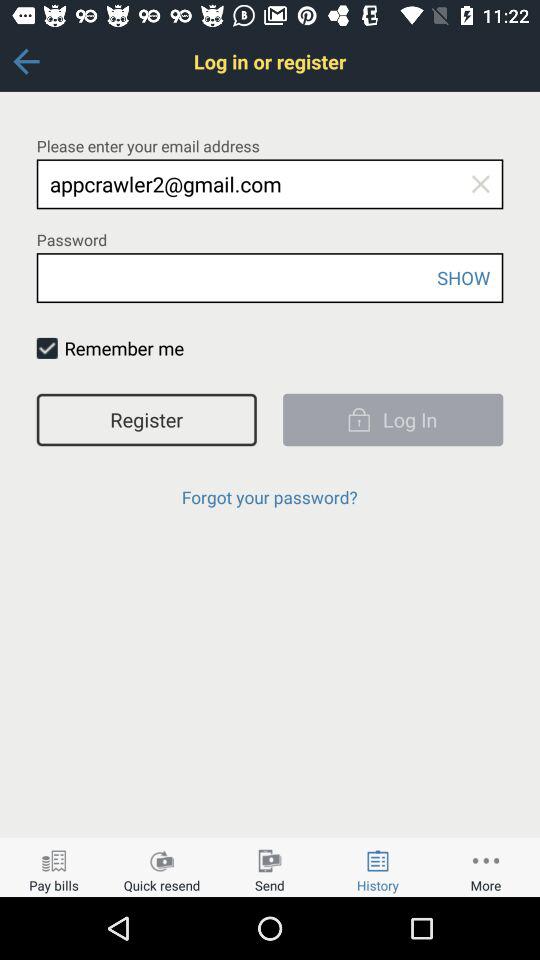 11:22
Log in or register
Please enter your email address
appcrawler2@gmail.com
Password
SHOW
Remember me
Register
Log In
Forgot your password?
Pay bills
Quick resend
Send
History
More